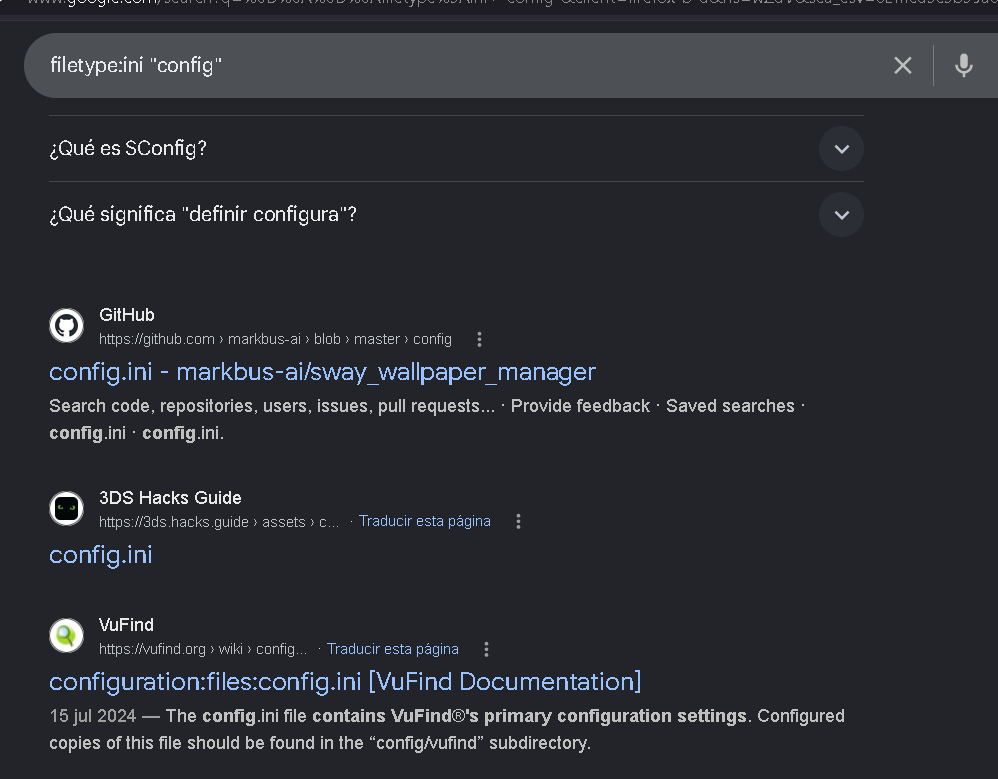 filetype:ini "config"
¿Qué es SConfig?
¿Qué significa "definir configura"?
GitHub
https://github.com › markbus-ai › blob › master › config
config.ini - markbus-ai/sway_wallpaper_manager
Search code, repositories, users, issues, pull requests... · Provide feedback · Saved searches ·
config.ini · config.ini.
3DS Hacks Guide
https://3ds.hacks.guide › assets › c... · Traducir esta página
config.ini
VuFind
https://vufind.org › wiki › config... · Traducir esta página
configuration:files:config.ini [VuFind Documentation]
15 jul 2024 — The config.ini file contains VuFind®'s primary configuration settings. Configured
copies of this file should be found in the “config/vufind” subdirectory.